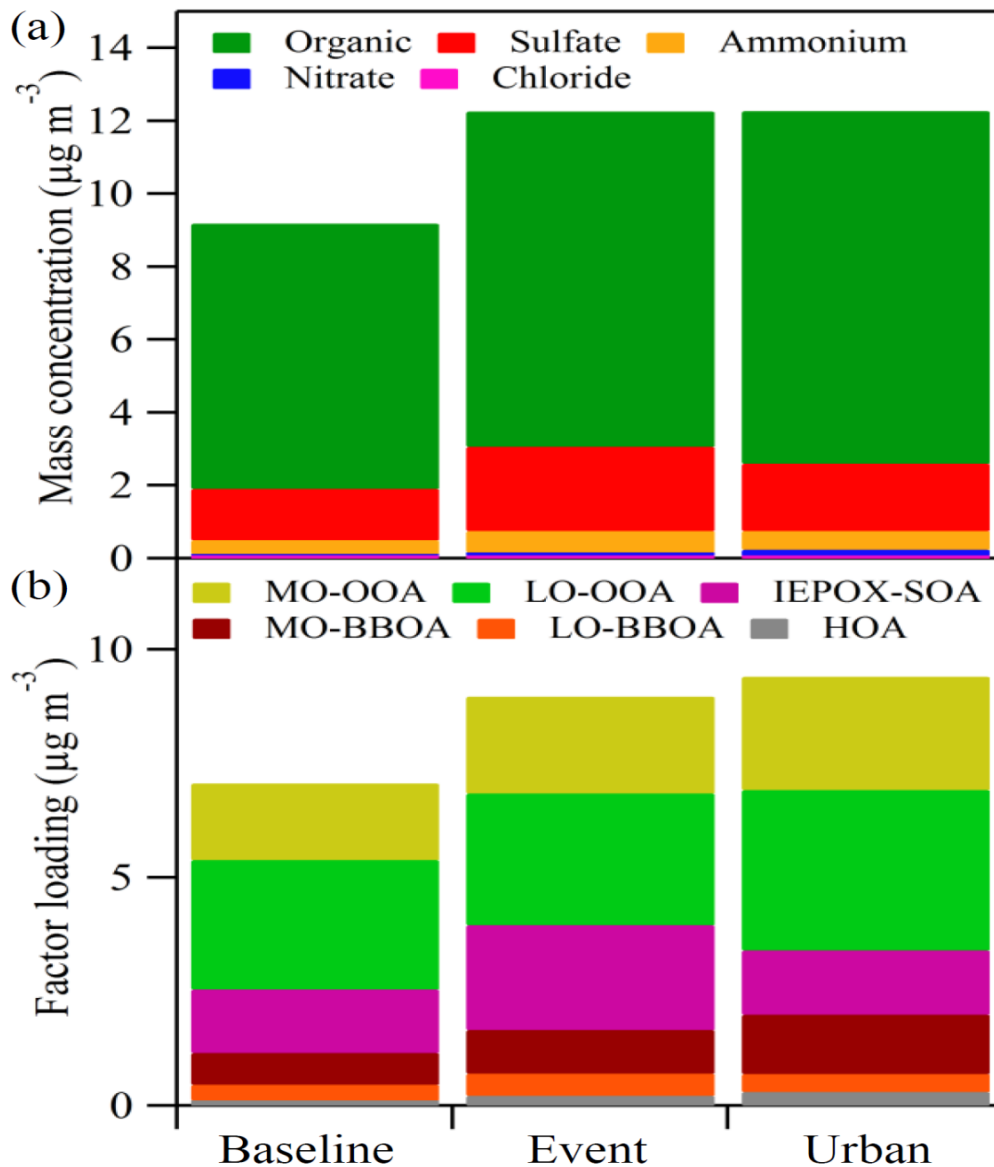 (a)
Organic Sulfate Ammonium
Nitrate Chloride
14
12
10
8
6
4
2
0
Mass concentration (µg m⁻³)
(b)
MO-OOA LO-OOA IEPOX-SOA
MO-BBOA LO-BBOA HOA
10
5
0
Factor loading (µg m⁻³)
Baseline Event Urban